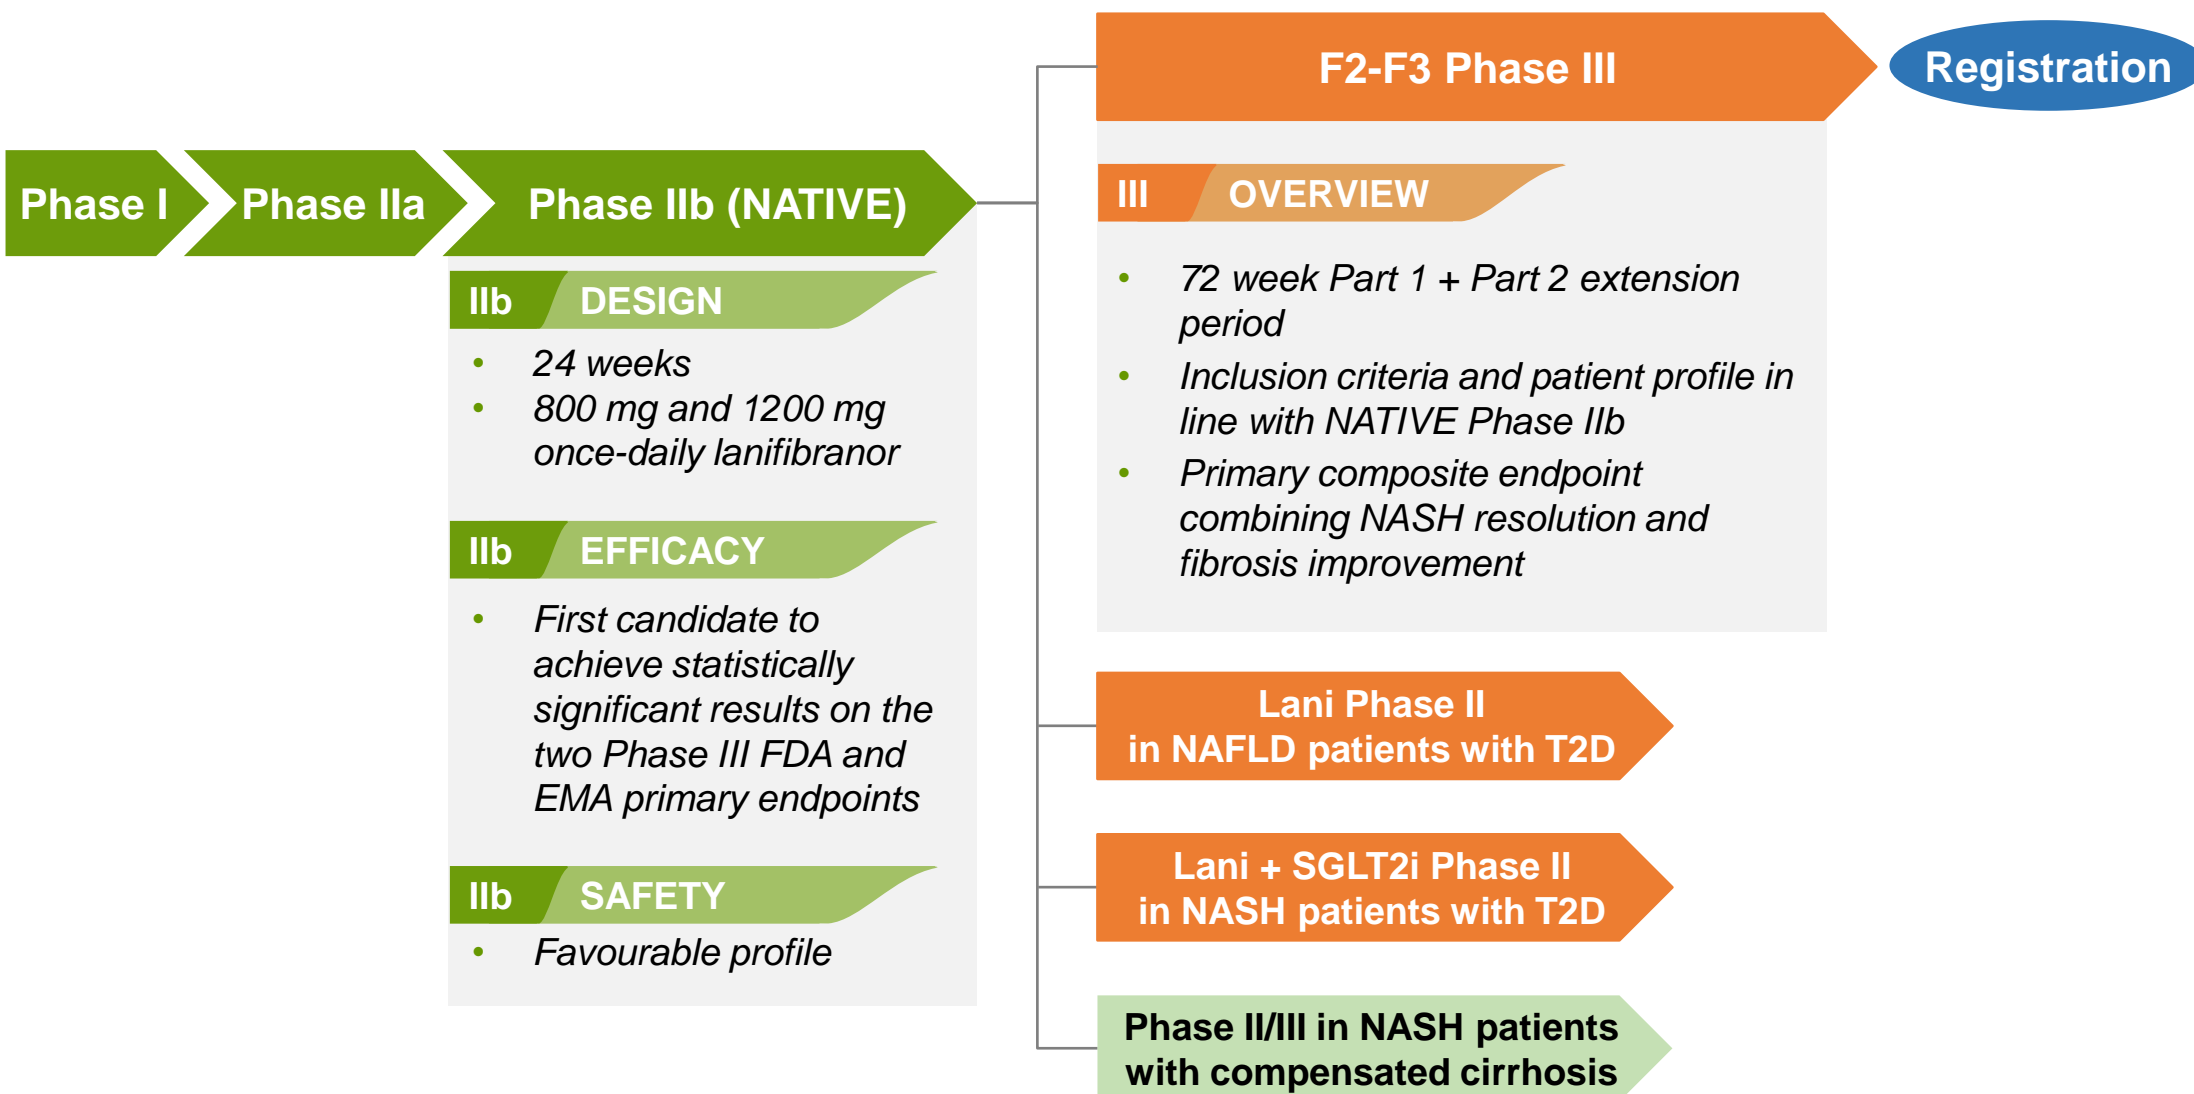 Phase I
Phase IIa
Phase IIb (NATIVE)
IIb DESIGN
• 24 weeks
• 800 mg and 1200 mg
once-daily lanifibranor
IIb EFFICACY
• First candidate to
achieve statistically
significant results on the
two Phase III FDA and
EMA primary endpoints
IIb SAFETY
• Favourable profile
F2-F3 Phase III
Registration
III OVERVIEW
• 72 week Part 1 + Part 2 extension
period
• Inclusion criteria and patient profile in
line with NATIVE Phase IIb
• Primary composite endpoint
combining NASH resolution and
fibrosis improvement
Lani Phase II
in NAFLD patients with T2D
Lani + SGLT2i Phase II
in NASH patients with T2D
Phase II/III in NASH patients
with compensated cirrhosis